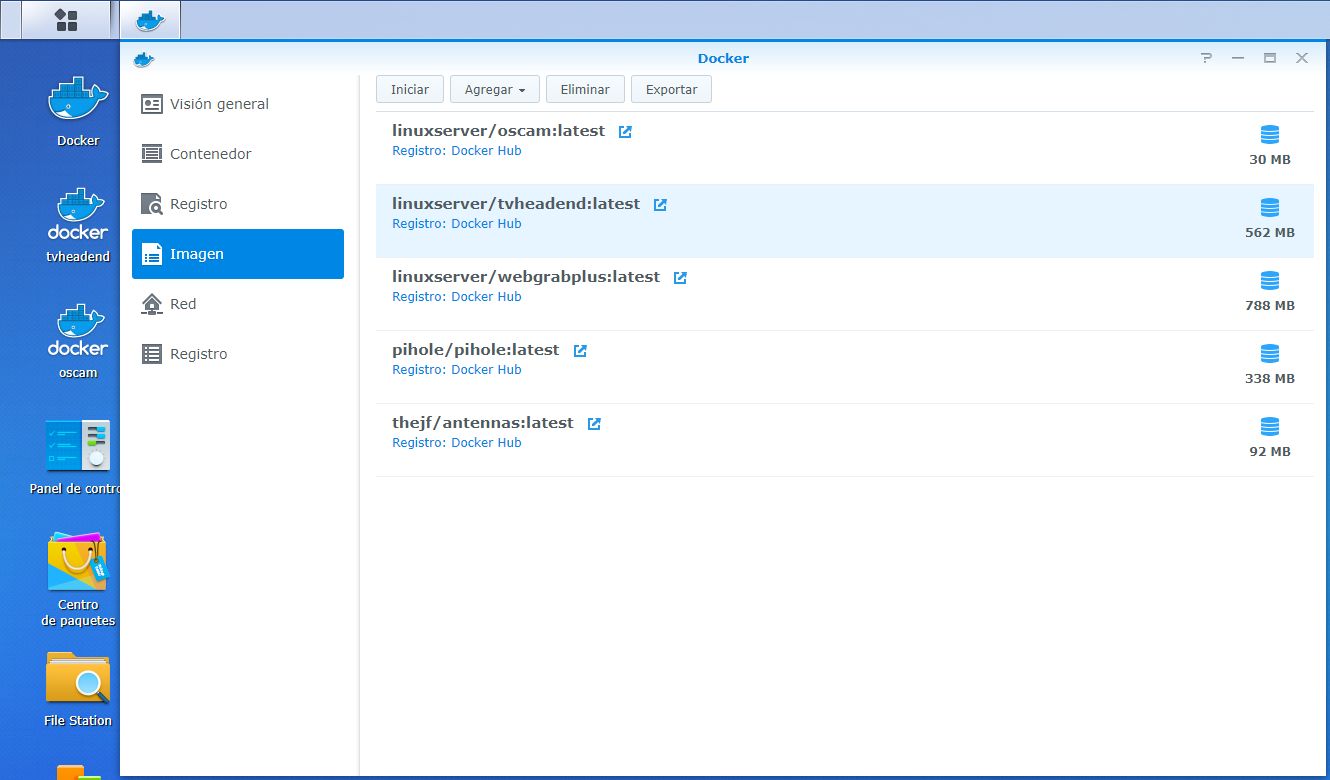 Docker
Docker
docker
tvheadend
docker
oscam
Panel de contro
Centro
de paquetes
File Station
Visión general
Contenedor
Registro
Imagen
Red
Registro
Iniciar
Agregar
Eliminar
Exportar
linuxserver/oscam:latest
Registro: Docker Hub
30 MB
linuxserver/tvheadend:latest
Registro: Docker Hub
562 MB
linuxserver/webgrabplus:latest
Registro: Docker Hub
788 MB
pihole/pihole:latest
Registro: Docker Hub
338 MB
thejf/antennas:latest
Registro: Docker Hub
92 MB